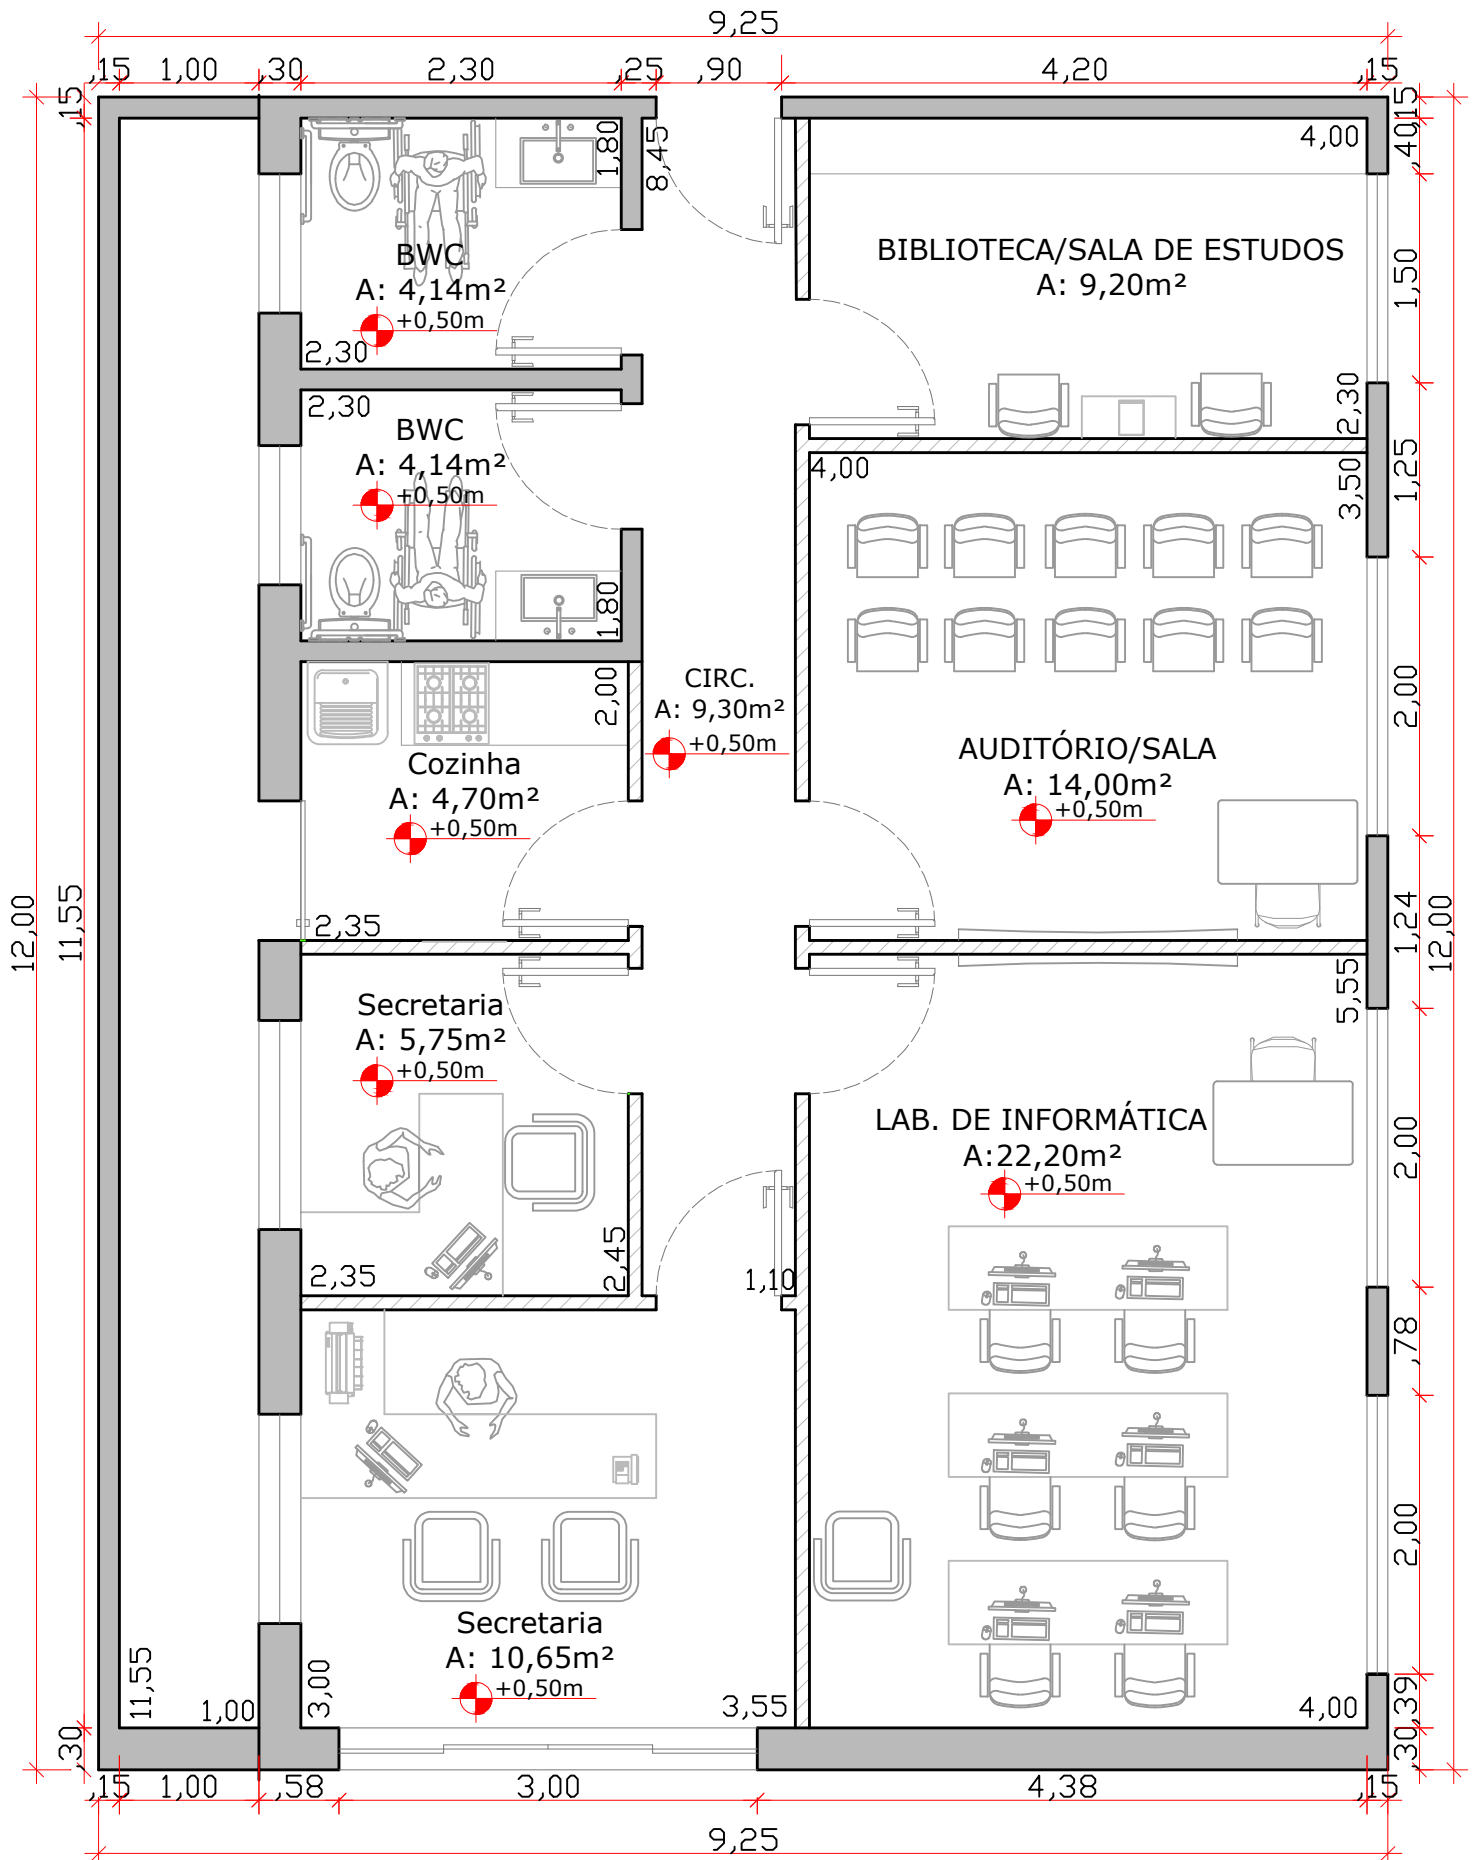 9,25
,15 1,00 ,30 2,30 ,25 ,90 4,20 ,15
,15
,15
1,80
8,45
4,00
,40
BWC
A: 4,14m²
+0,50m
2,30
BIBLIOTECA/SALA DE ESTUDOS
A: 9,20m²
1,50
2,30
2,30
BWC
A: 4,14m²
+0,50m
1,80
4,00
3,50
1,25
2,00
CIRC.
A: 9,30m²
+0,50m
Cozinha
A: 4,70m²
+0,50m
2,35
AUDITÓRIO/SALA
A: 14,00m²
+0,50m
2,00
12,00
11,55
1,24
12,00
Secretaria
A: 5,75m²
+0,50m
2,35
2,45
1,10
5,55
LAB. DE INFORMÁTICA
A:22,20m²
+0,50m
2,00
,78
2,00
Secretaria
A: 10,65m²
+0,50m
11,55
1,00
3,00
3,55
4,00
,39
,30
,30
,15 1,00 ,58 3,00 4,38 ,15
9,25